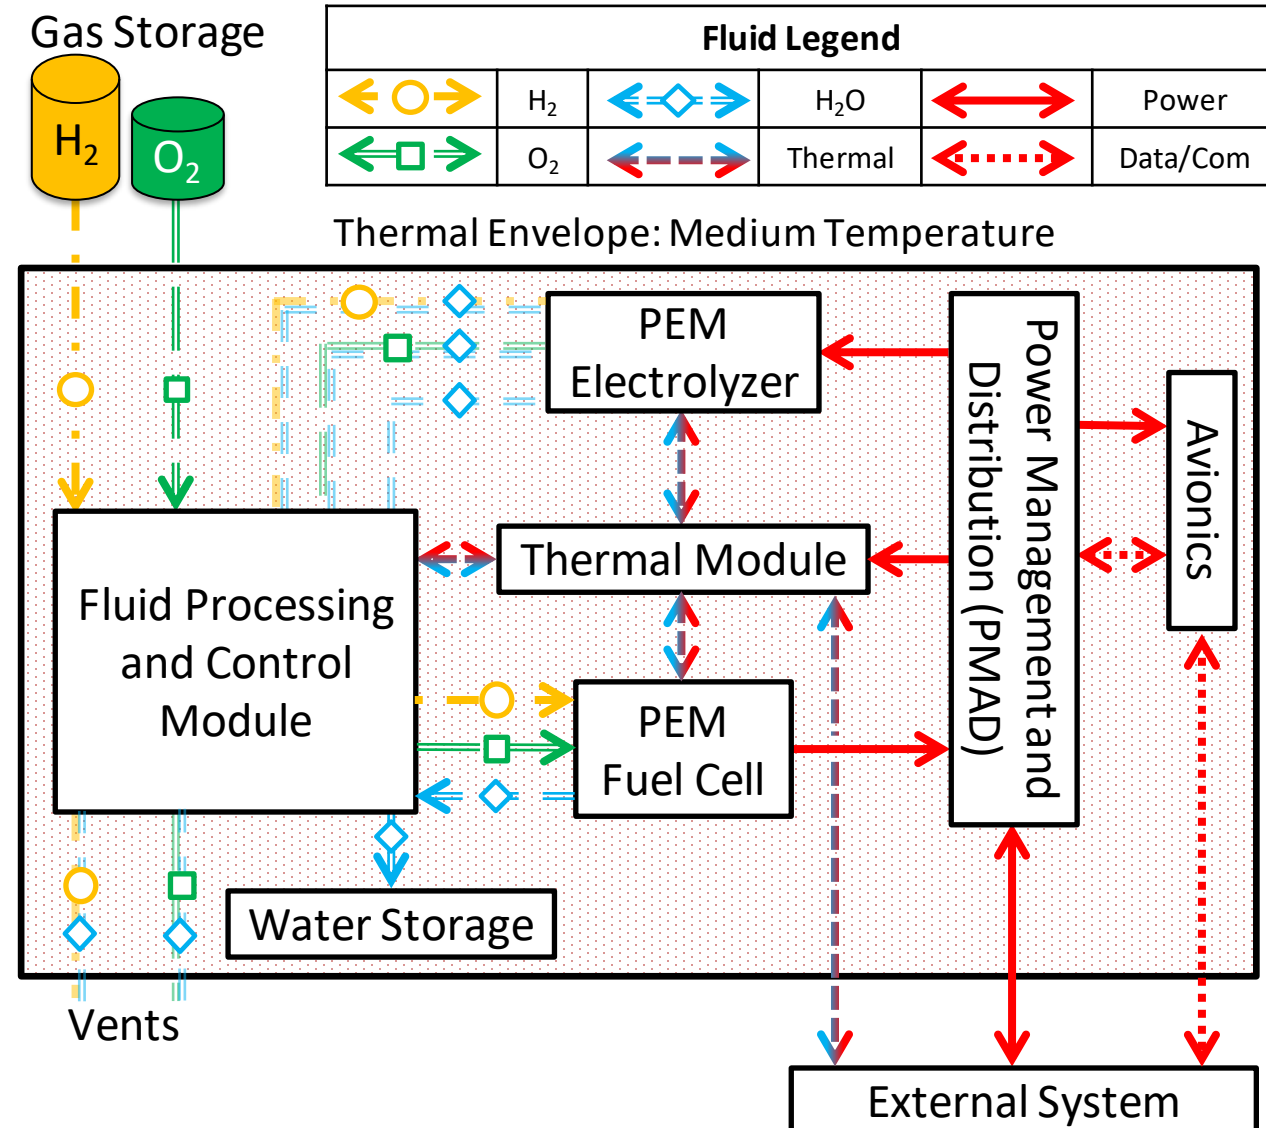 Gas Storage
H₂
O₂
Fluid Legend
H₂
H₂O
Power
O₂
Thermal
Data/Com
Thermal Envelope: Medium Temperature
PEM
Electrolyzer
Power Management and
Distribution (PMAD)
Avionics
Thermal Module
Fluid Processing
and Control
Module
PEM
Fuel Cell
Water Storage
Vents
External System